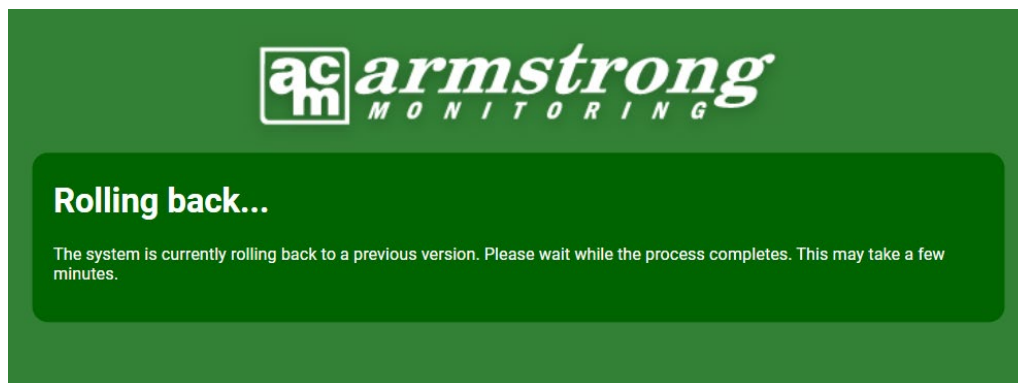 acm armstrong
MONITORING
Rolling back...
The system is currently rolling back to a previous version. Please wait while the process completes. This may take a few
minutes.